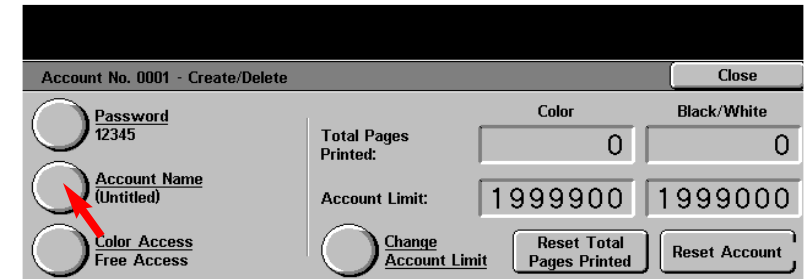 Account No. 0001 - Create/Delete
Close
Password
12345
Account Name
(Untitled)
Color Access
Free Access
Color
Black/White
Total Pages
Printed:
0
0
Account Limit:
1999900
1999000
Change
Account Limit
Reset Total
Pages Printed
Reset Account